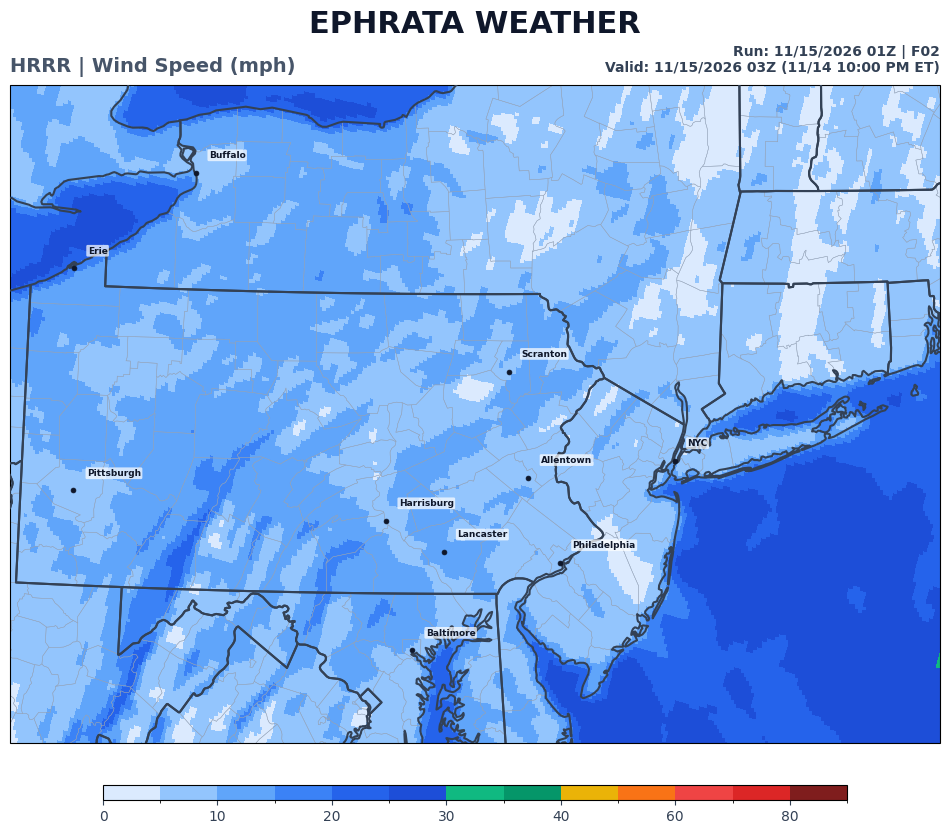 EPHRATA WEATHER
HRRR | Wind Speed (mph)
Run: 11/15/2026 01Z | F02
Valid: 11/15/2026 03Z (11/14 10:00 PM ET)
Buffalo
Erie
Scranton
NYC
Allentown
Pittsburgh
Harrisburg
Lancaster
Philadelphia
Baltimore
0 10 20 30 40 50 60 70 80